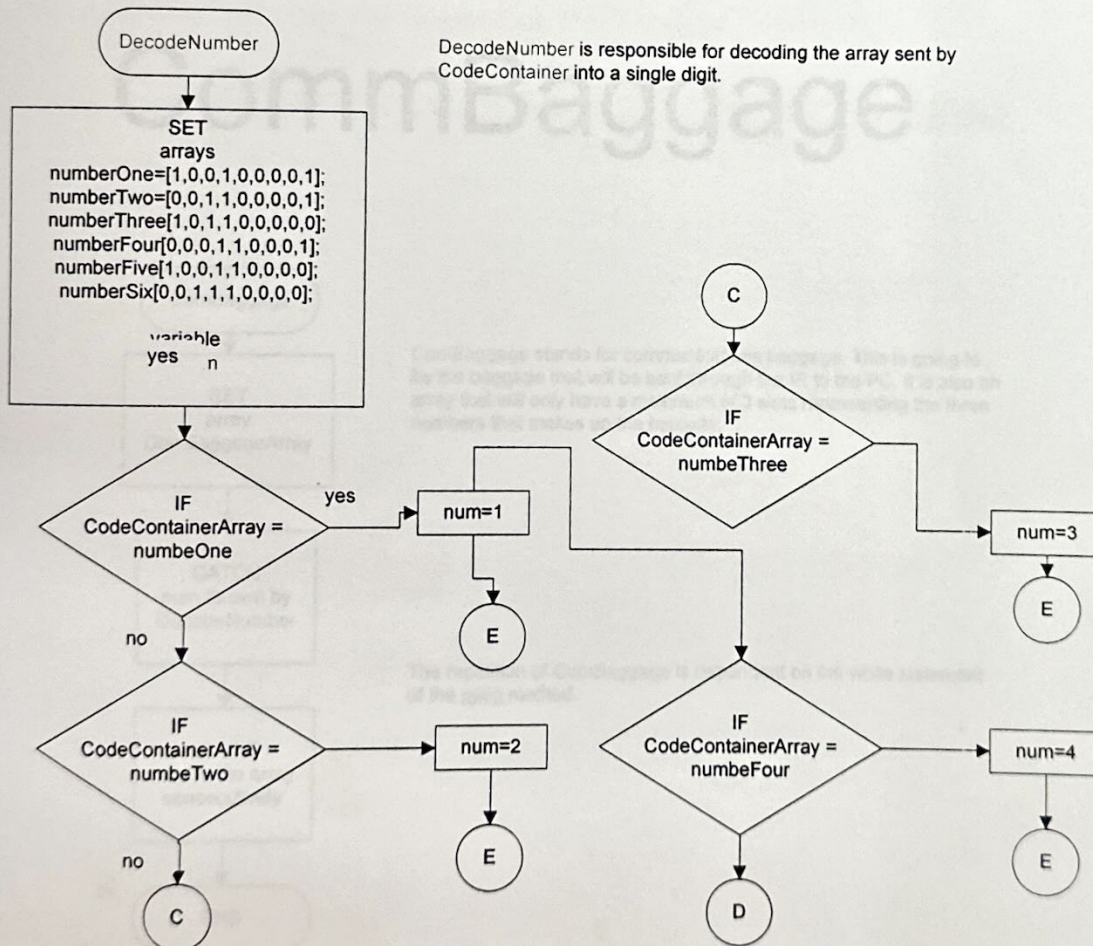 DecodeNumber
DecodeNumber is responsible for decoding the array sent by
CodeContainer into a single digit.
CommBaggage
SET
arrays
numberOne=[1,0,0,1,0,0,0,0,1];
numberTwo=[0,0,1,1,0,0,0,0,1];
numberThree[1,0,1,1,0,0,0,0,0];
numberFour[0,0,0,1,1,0,0,0,1];
numberFive[1,0,0,1,1,0,0,0,0];
numberSix[0,0,1,1,1,0,0,0,0];
variable
yes n
IF
CodeContainerArray =
numbeOne
yes
num=1
E
no
IF
CodeContainerArray =
numbeTwo
num=2
E
no
C
C
IF
CodeContainerArray =
numbeThree
num=3
E
IF
CodeContainerArray =
numbeFour
num=4
E
D